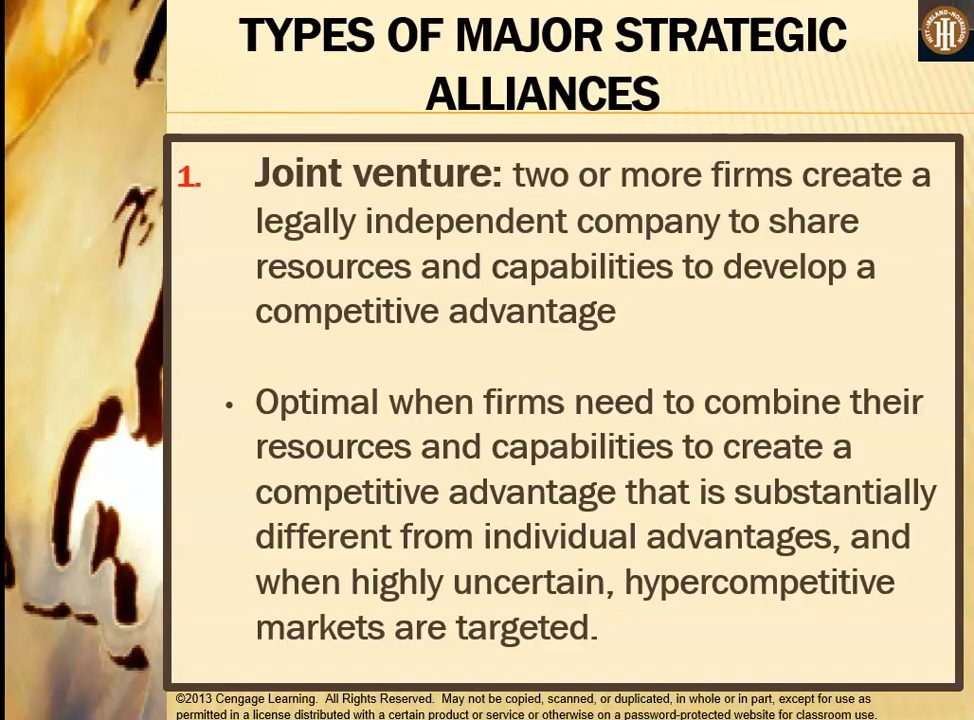 TYPES OF MAJOR STRATEGIC
ALLIANCES
HITT•IRELAND•HOSKISSON
1. Joint venture: two or more firms create a
legally independent company to share
resources and capabilities to develop a
competitive advantage
• Optimal when firms need to combine their
resources and capabilities to create a
competitive advantage that is substantially
different from individual advantages, and
when highly uncertain, hypercompetitive
markets are targeted.
©2013 Cengage Learning. All Rights Reserved. May not be copied, scanned, or duplicated, in whole or in part, except for use as
permitted in a license distributed with a certain product or service or otherwise on a password-protected website for classroom use.